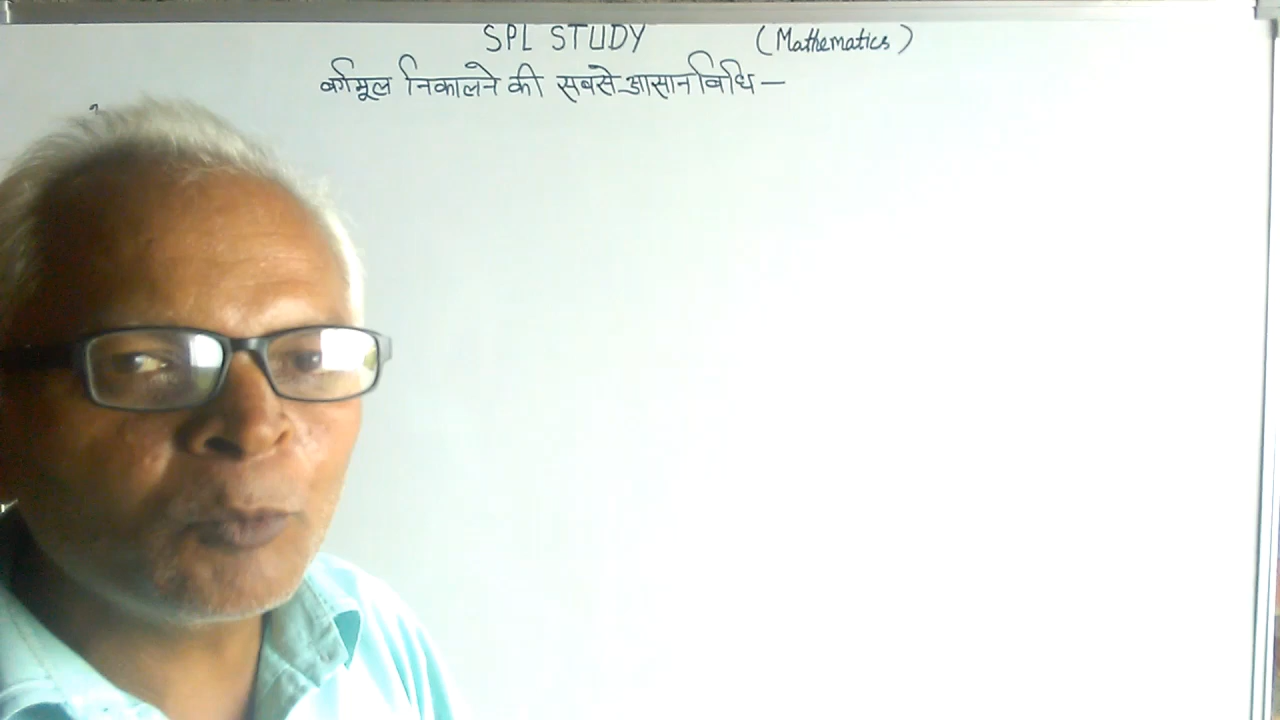 SPL STUDY (Mathematics)
वर्गमूल निकालने की सबसे आसान विधि —